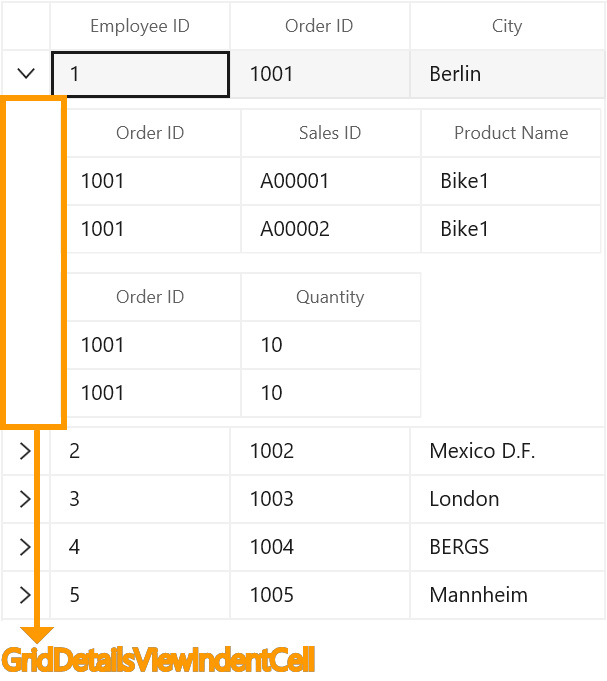 Employee ID Order ID City
1 1001 Berlin
Order ID Sales ID Product Name
1001 A00001 Bike1
1001 A00002 Bike1
Order ID Quantity
1001 10
1001 10
2 1002 Mexico D.F.
3 1003 London
4 1004 BERGS
5 1005 Mannheim
GridDetailsViewIndentCell